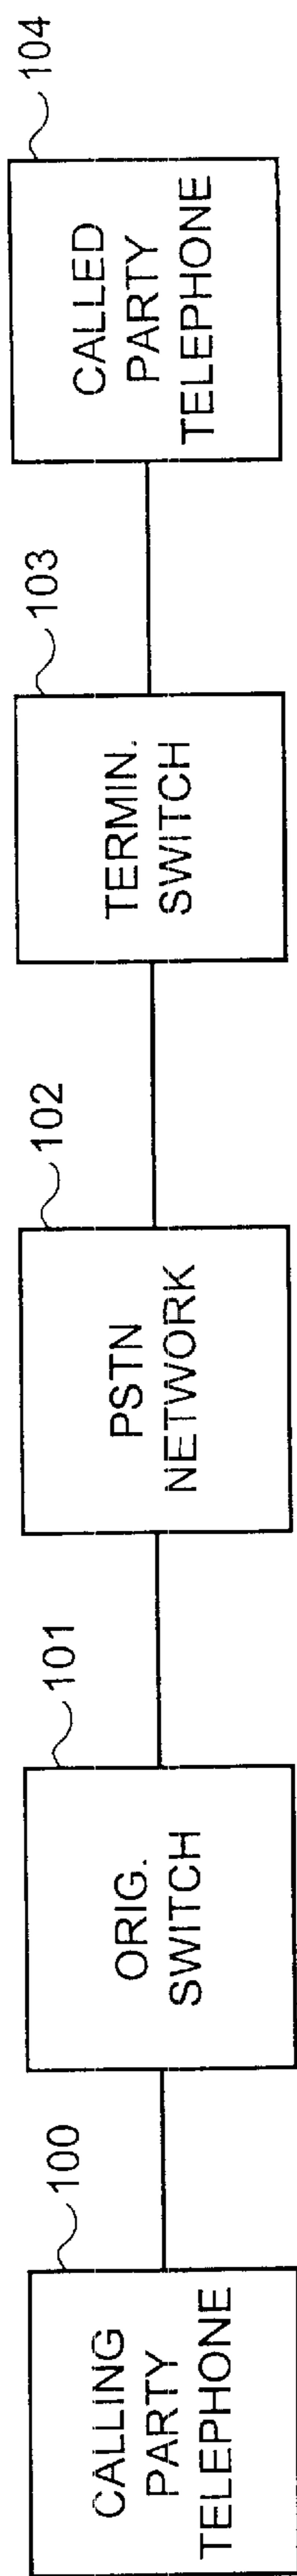 100
CALLING
PARTY
TELEPHONE
101
ORIG.
SWITCH
102
PSTN
NETWORK
103
TERMIN.
SWITCH
104
CALLED
PARTY
TELEPHONE